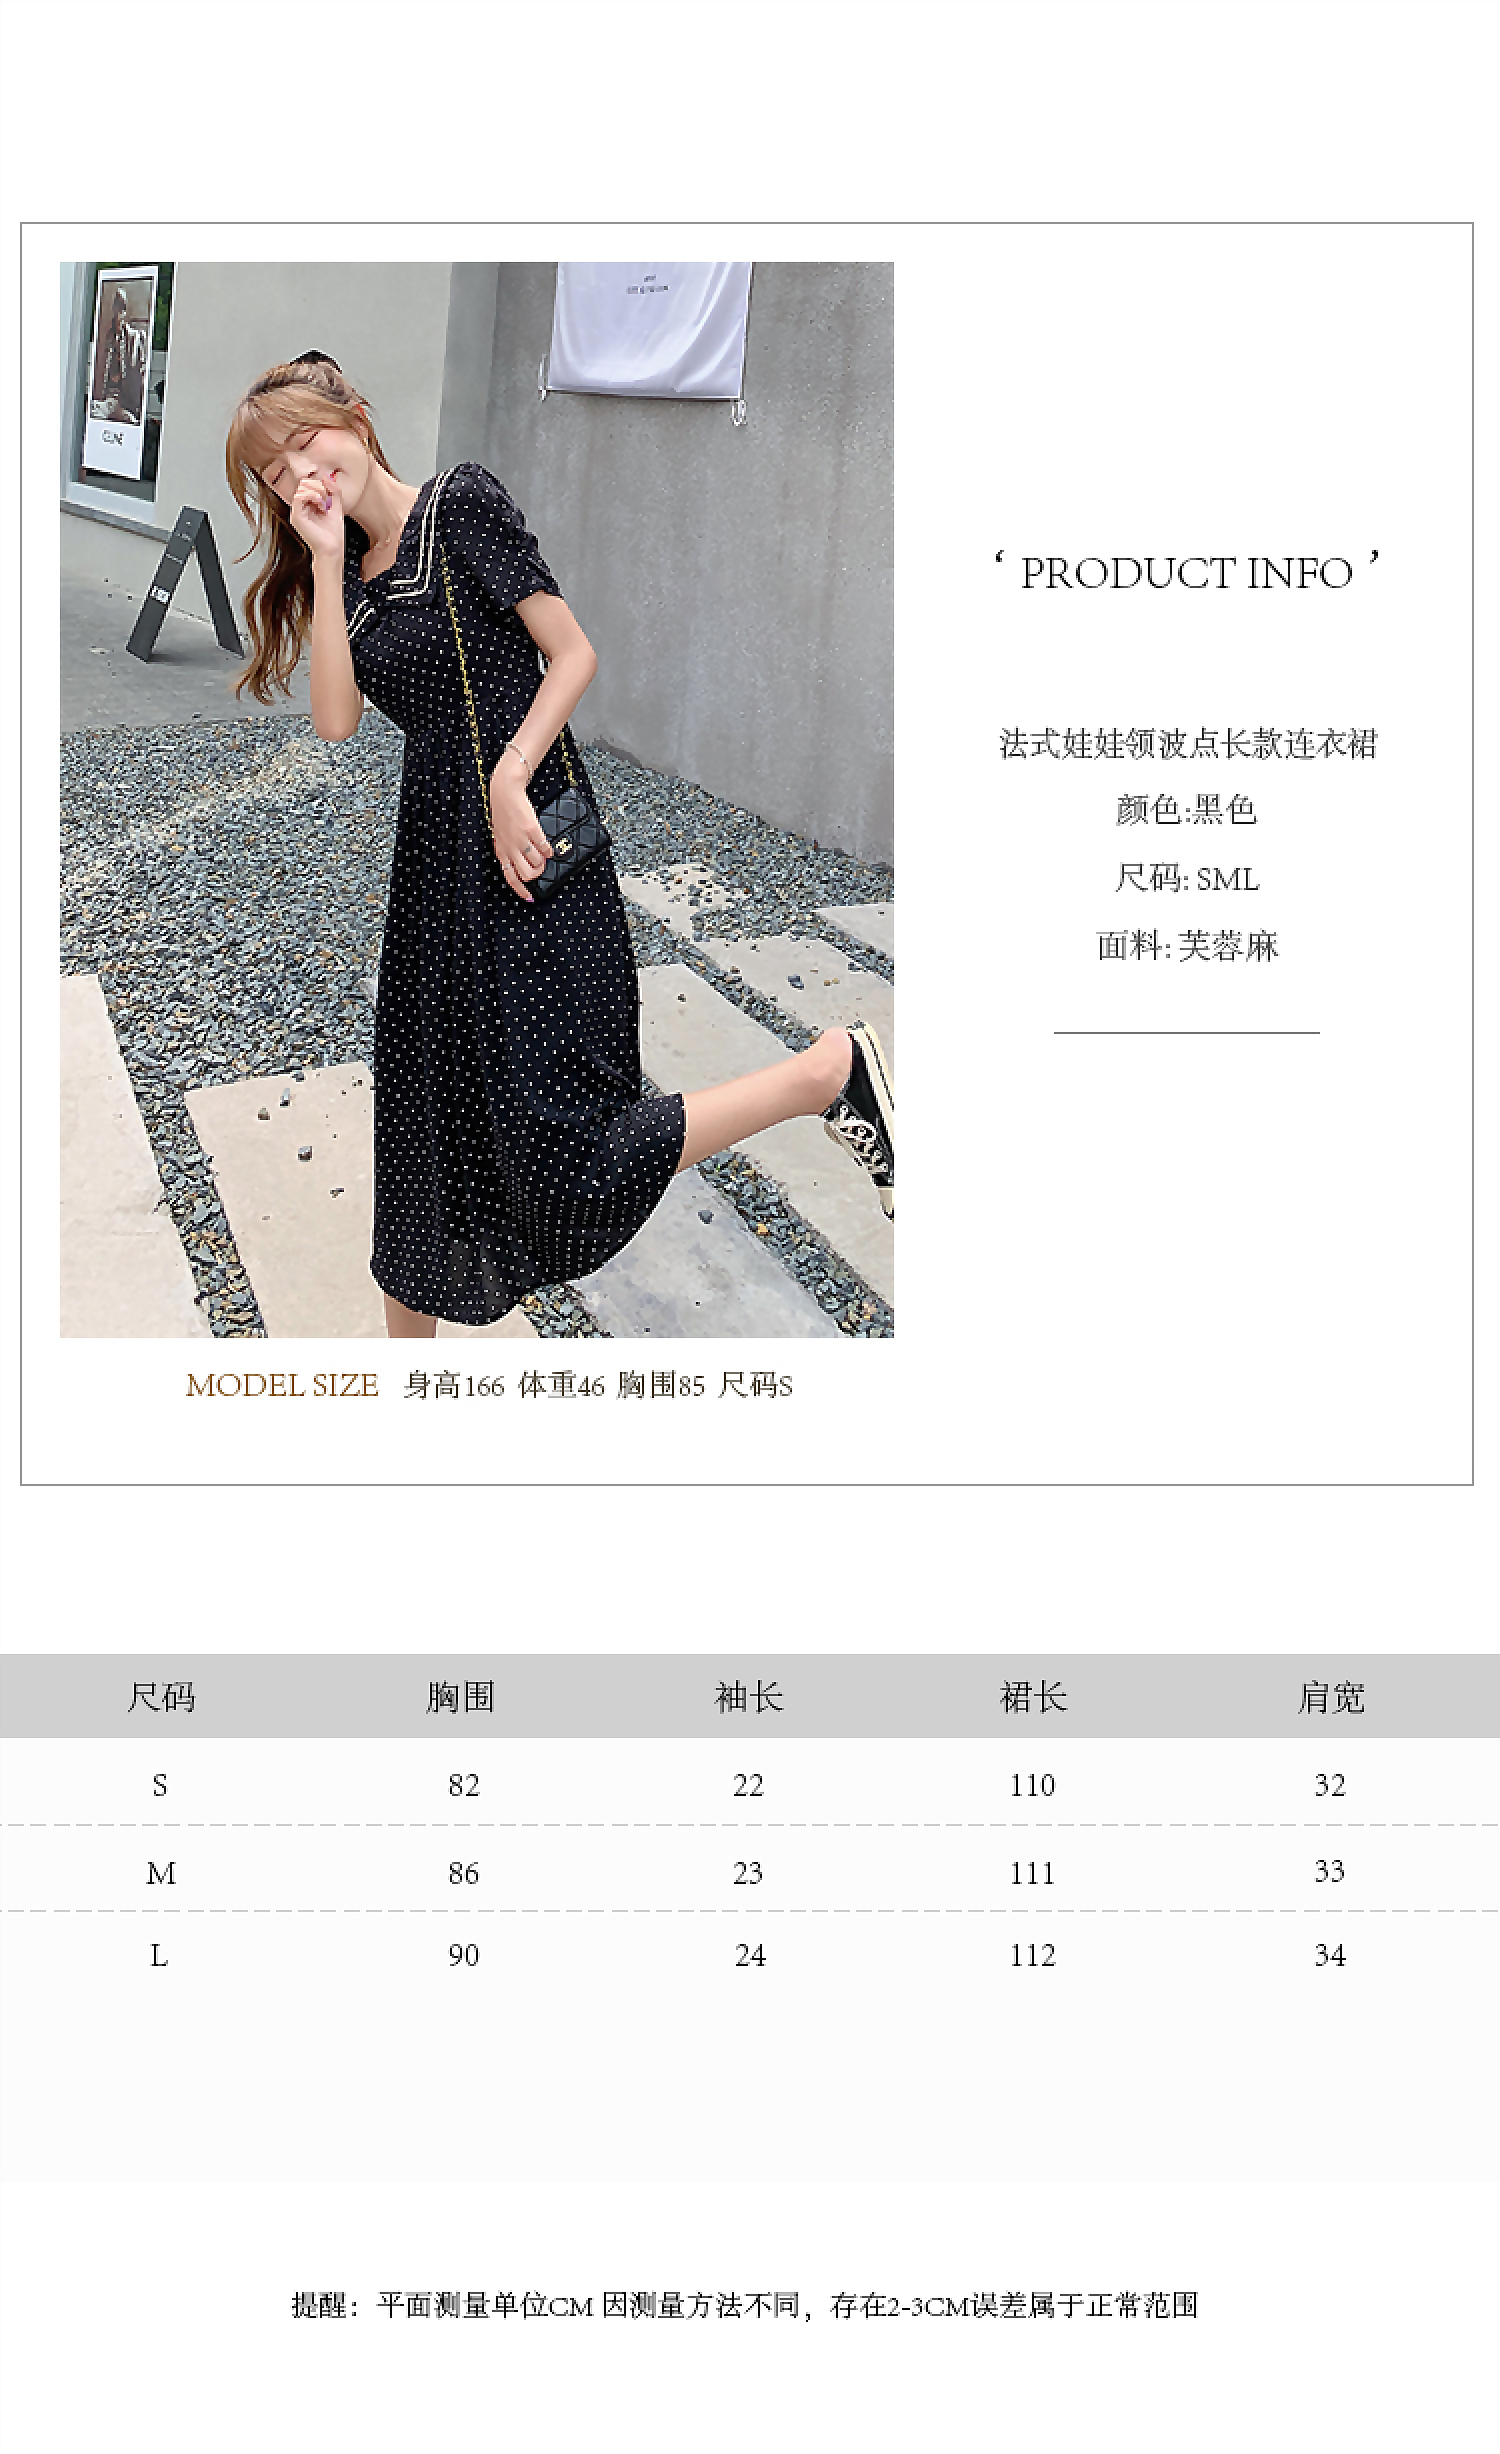 CELINE
‘ PRODUCT INFO ’
法式娃娃领波点长款连衣裙
颜色:黑色
尺码: SML
面料: 芙蓉麻
MODEL SIZE 身高166 体重46 胸围85 尺码S
尺码 胸围 袖长 裙长 肩宽
S 82 22 110 32
M 86 23 111 33
L 90 24 112 34
提醒：平面测量单位CM 因测量方法不同，存在2-3CM误差属于正常范围